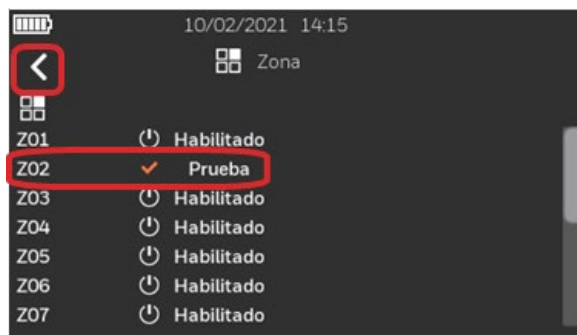 10/02/2021 14:15
Zona
Z01 Habilitado
Z02 Prueba
Z03 Habilitado
Z04 Habilitado
Z05 Habilitado
Z06 Habilitado
Z07 Habilitado